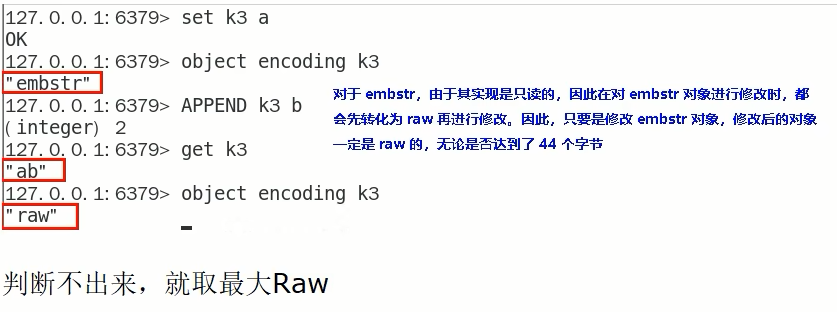 127.0.0.1:6379> set k3 a
OK
127.0.0.1:6379> object encoding k3
"embstr"
127.0.0.1:6379> APPEND k3 b
(integer) 2
127.0.0.1:6379> get k3
"ab"
127.0.0.1:6379> object encoding k3
"raw"
对于 embstr，由于其实现是只读的，因此在对 embstr 对象进行修改时，都
会先转化为 raw 再进行修改。因此，只要是修改 embstr 对象，修改后的对象
一定是 raw 的，无论是否达到了 44 个字节
判断不出来，就取最大Raw